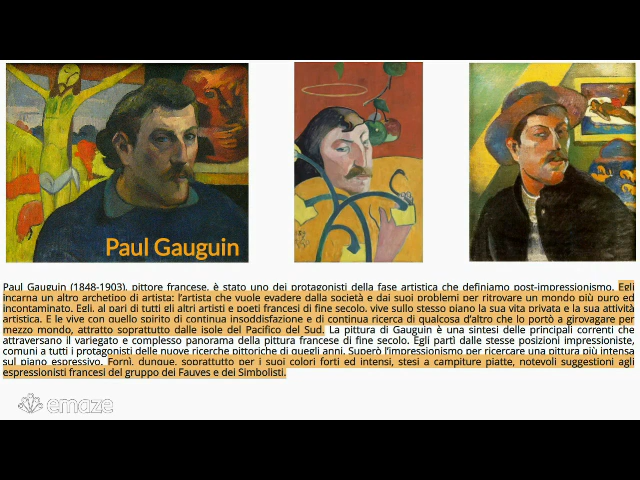 Paul Gauguin
Paul Gauguin (1848-1903), pittore francese, è stato uno dei protagonisti della fase artistica che definiamo post-impressionismo. Egli
incarna un altro archetipo di artista: l'artista che vuole evadere dalla società e dai suoi problemi per ritrovare un mondo più puro ed
incontaminato. Egli, al pari di tutti gli altri artisti e poeti francesi di fine secolo, vive sullo stesso piano la sua vita privata e la sua attività
artistica. E le vive con quello spirito di continua insoddisfazione e di continua ricerca di qualcosa d'altro che lo portò a girovagare per
mezzo mondo, attratto soprattutto dalle isole del Pacifico del Sud. La pittura di Gauguin è una sintesi delle principali correnti che
attraversano il variegato e complesso panorama della pittura francese di fine secolo. Egli partì dalle stesse posizioni impressioniste,
comuni a tutti i protagonisti delle nuove ricerche pittoriche di quegli anni. Superò l'impressionismo per ricercare una pittura più intensa
sul piano espressivo. Fornì, dunque, soprattutto per i suoi colori forti ed intensi, stesi a campiture piatte, notevoli suggestioni agli
espressionisti francesi del gruppo dei Fauves e dei Simbolisti.
emaze